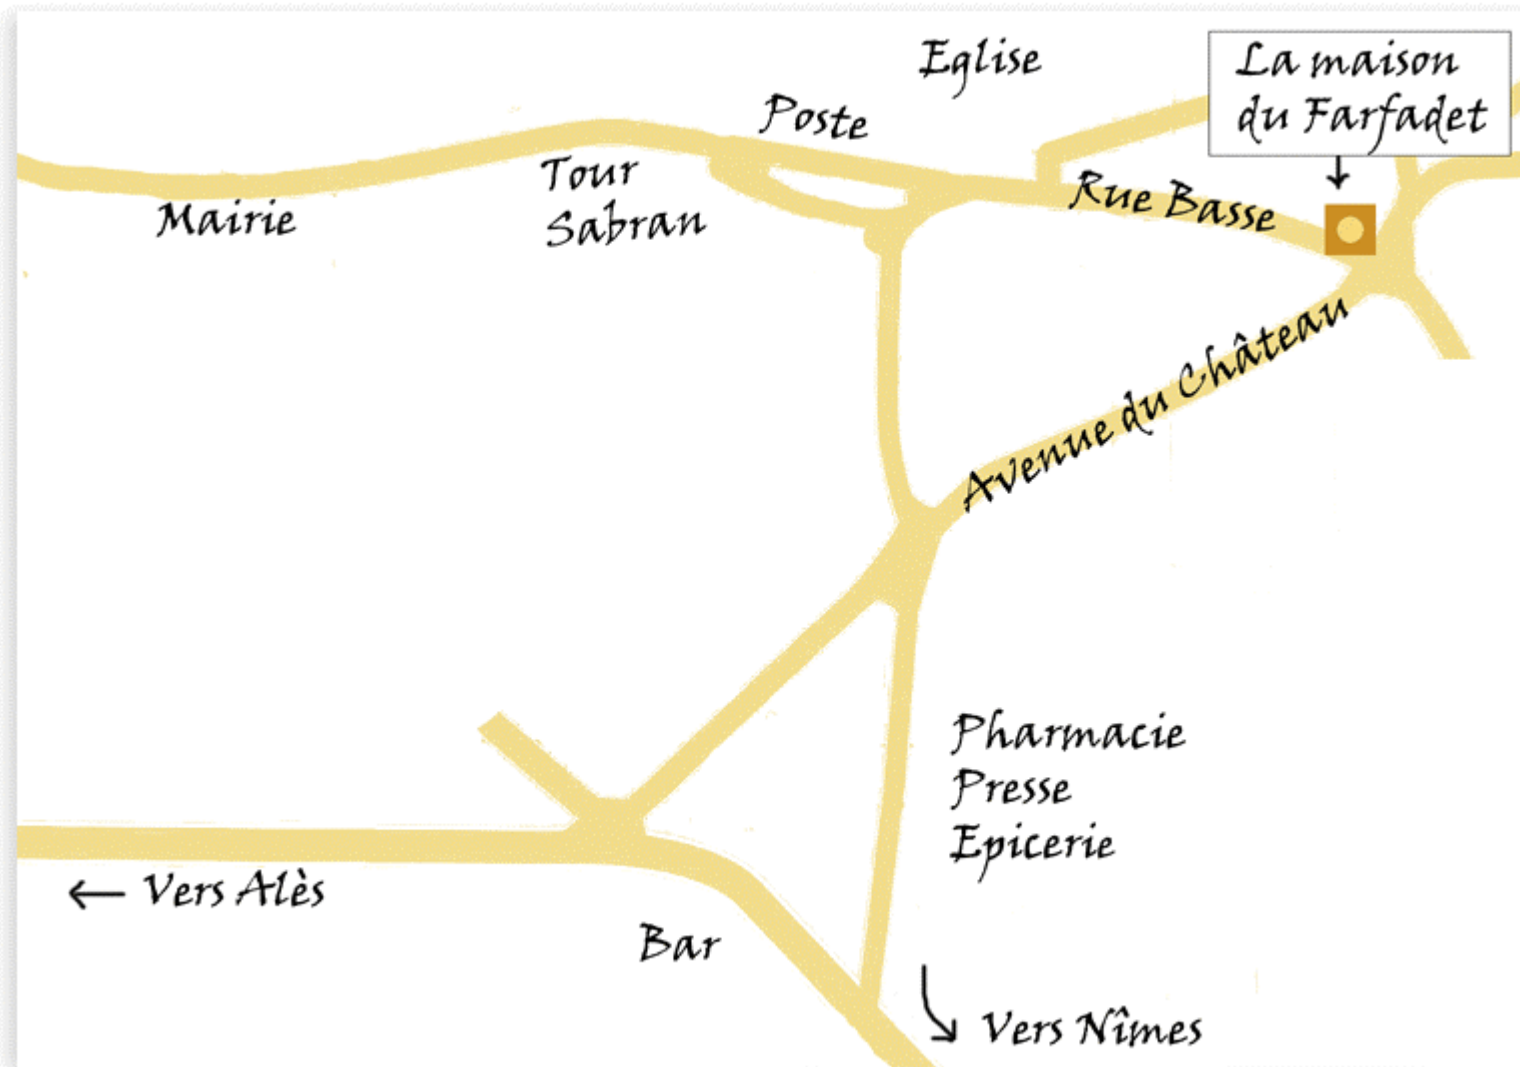 Eglise
La maison
du Farfadet
Poste
Tour
Sabran
Mairie
Rue Basse
Avenue du Château
Pharmacie
Presse
Epicerie
← Vers Alès
Bar
Vers Nîmes